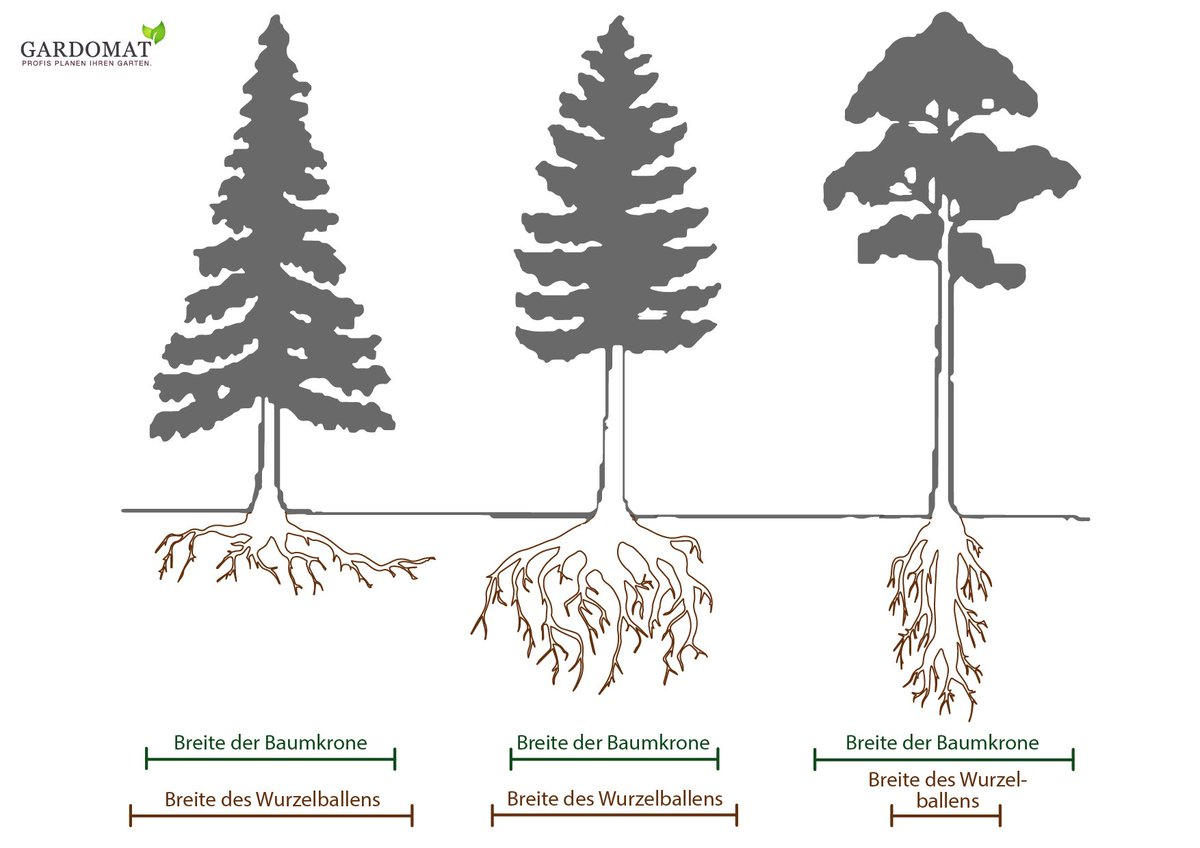 GARDOMAT
PROFIS PLANEN IHREN GARTEN.
Breite der Baumkrone
Breite der Baumkrone
Breite der Baumkrone
Breite des Wurzelballens
Breite des Wurzelballens
Breite des Wurzel-
ballens